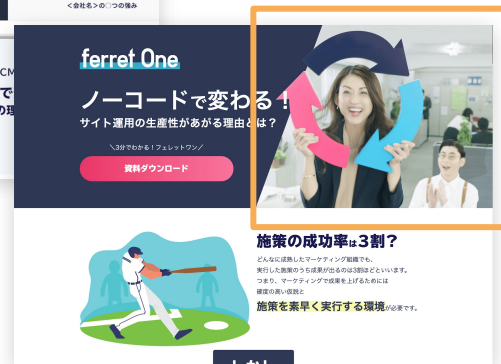 <会社名>の○つの強み
CM
で
の理
ferret One
ノーコードで変わる!
サイト運用の生産性があがる理由とは?
＼3分でわかる!フェレットワン／
資料ダウンロード
施策の成功率は3割?
どんなに成熟したマーケティング組織でも、
実行した施策のうち成果が出るのは3割ほどといいます。
つまり、マーケティングで成果を上げるためには
確度の高い仮説と
施策を素早く実行する環境が必要です。